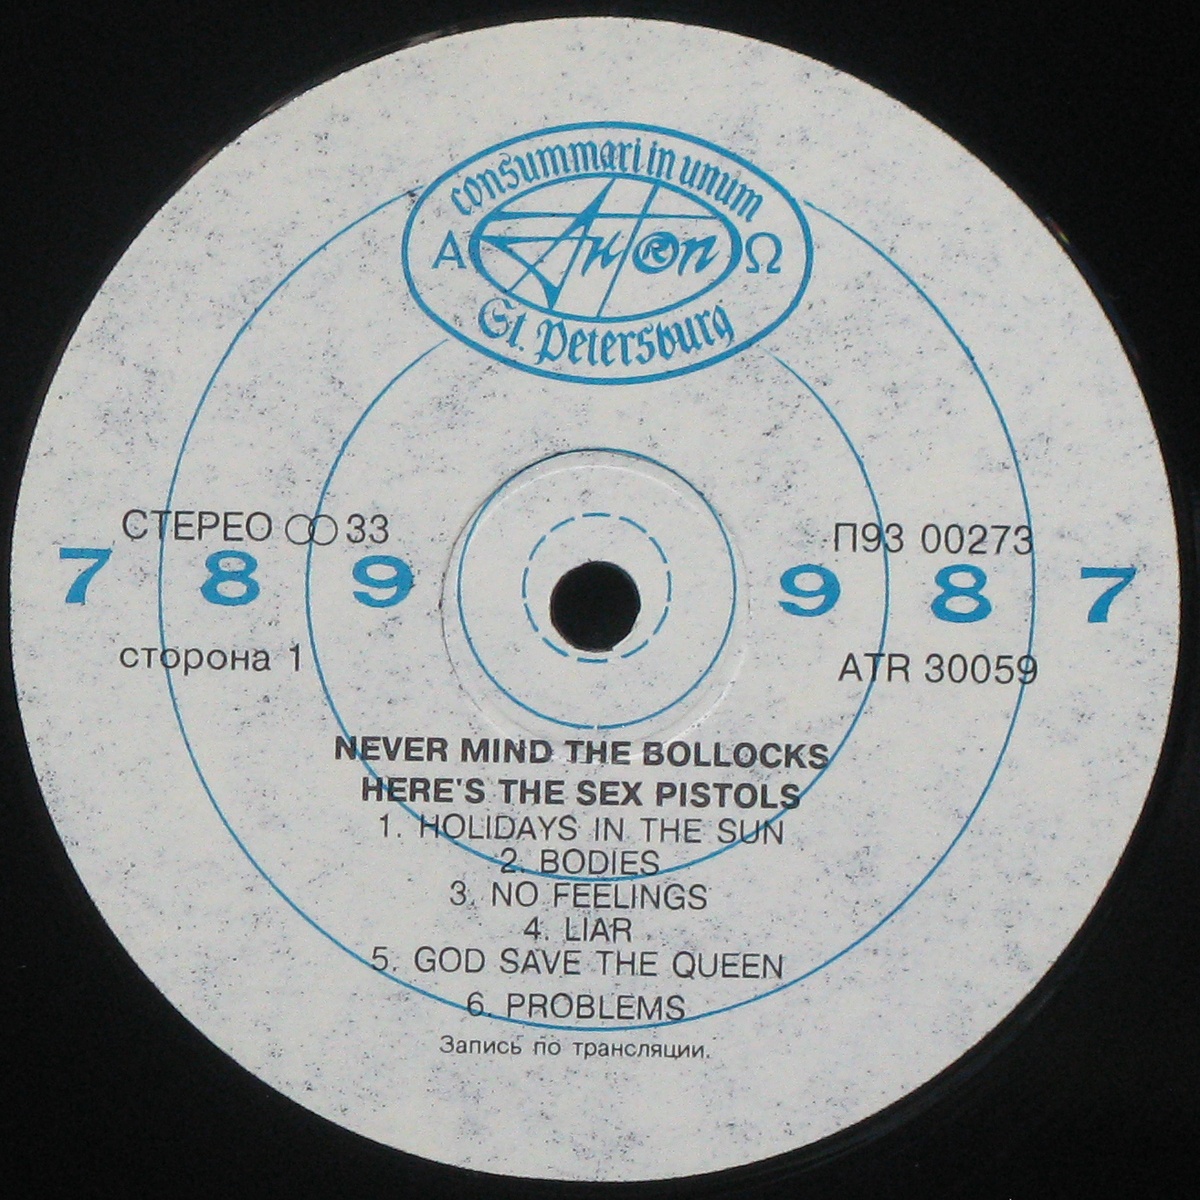 consummari in unum
Α AnTrop Ω
St. Petersburg
СТЕРЕО 33
П93 00273
7 8 9 9 8 7
сторона 1
ATR 30059
NEVER MIND THE BOLLOCKS
HERE'S THE SEX PISTOLS
1. HOLIDAYS IN THE SUN
2. BODIES
3. NO FEELINGS
4. LIAR
5. GOD SAVE THE QUEEN
6. PROBLEMS
Запись по трансляции.